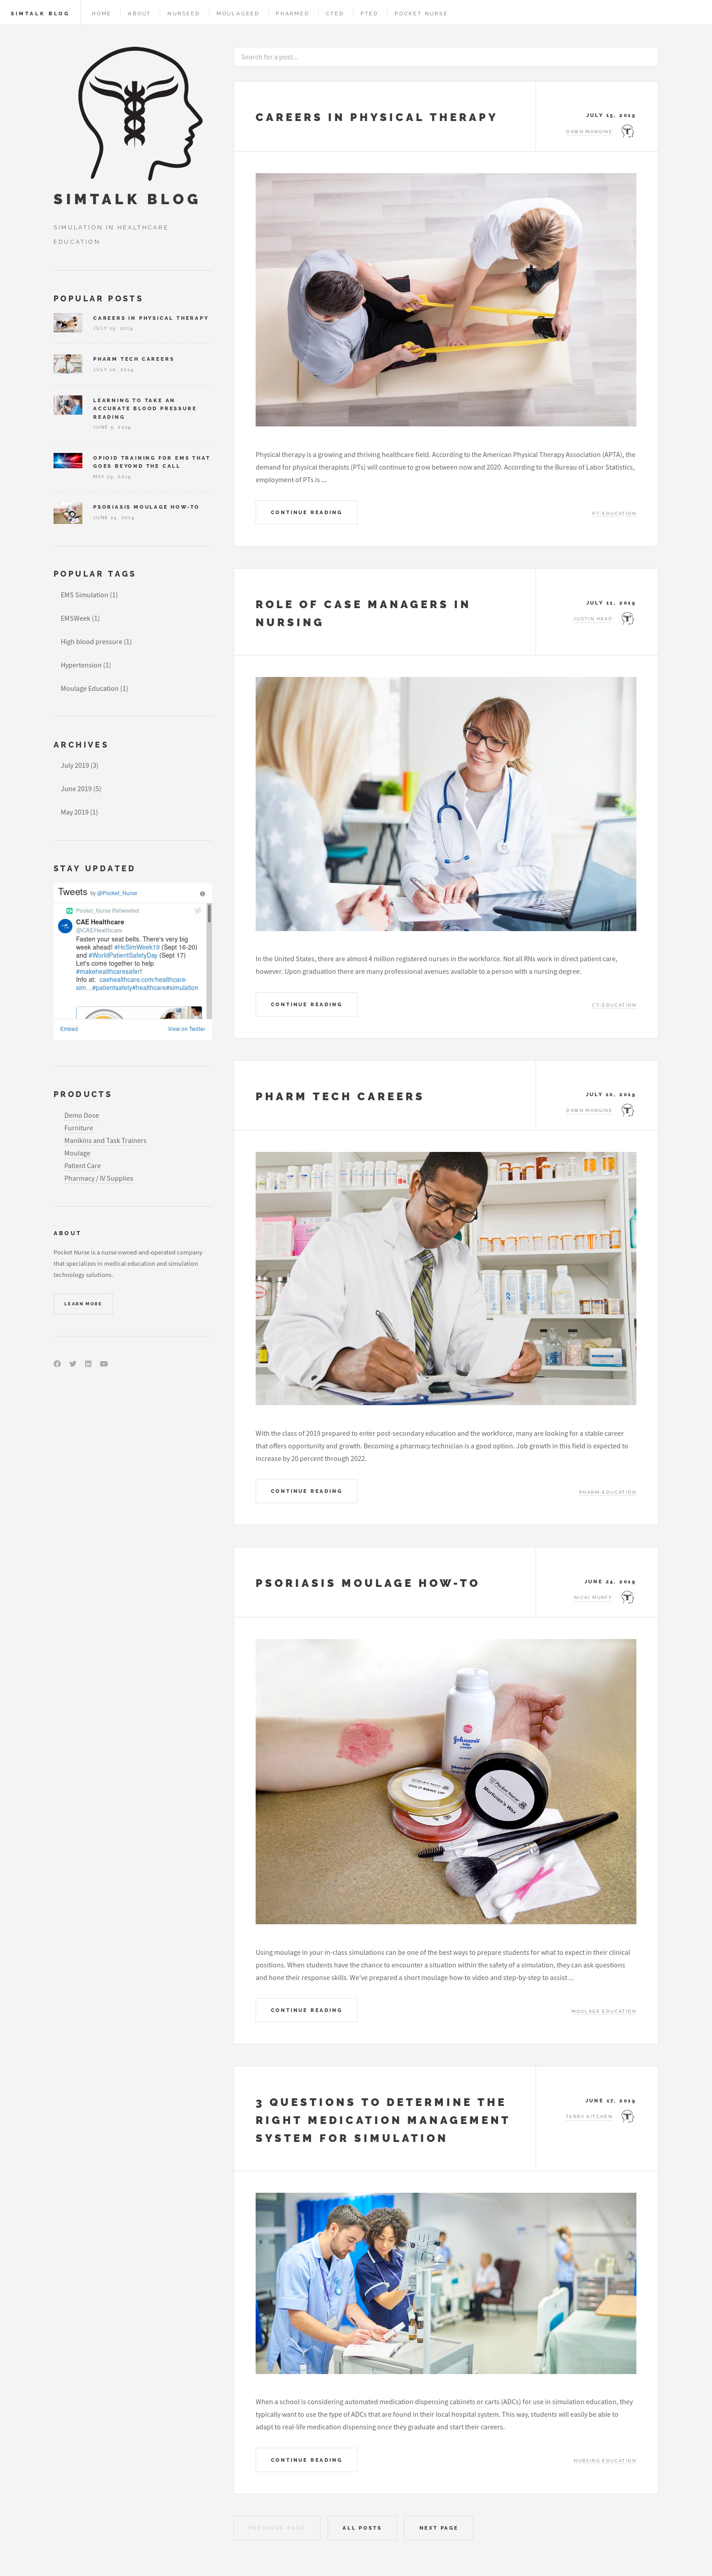 SIMTALK BLOG
HOME
ABOUT
NURSEED
MOULAGEED
PHARMED
CTED
PTED
POCKET NURSE
SIMTALK BLOG
SIMULATION IN HEALTHCARE
EDUCATION
POPULAR POSTS
CAREERS IN PHYSICAL THERAPY
JULY 15, 2019
PHARM TECH CAREERS
JULY 10, 2019
LEARNING TO TAKE AN
ACCURATE BLOOD PRESSURE
READING
JUNE 5, 2019
OPIOID TRAINING FOR EMS THAT
GOES BEYOND THE CALL
MAY 29, 2019
PSORIASIS MOULAGE HOW-TO
JUNE 24, 2019
POPULAR TAGS
EMS Simulation (1)
EMSWeek (1)
High blood pressure (1)
Hypertension (1)
Moulage Education (1)
ARCHIVES
July 2019 (3)
June 2019 (5)
May 2019 (1)
STAY UPDATED
Tweets by @Pocket_Nurse
Pocket_Nurse Retweeted
CAE Healthcare
@CAEHealthcare
Fasten your seat belts. There's very big
week ahead! #HcSimWeek19 (Sept 16-20)
and #WorldPatientSafetyDay (Sept 17)
Let's come together to help
#makehealthcaresafer!
Info at: caehealthcare.com/healthcare-
sim…#patientsafety#healthcare#simulation
Embed
View on Twitter
PRODUCTS
Demo Dose
Furniture
Manikins and Task Trainers
Moulage
Patient Care
Pharmacy / IV Supplies
ABOUT
Pocket Nurse is a nurse-owned-and-operated company
that specializes in medical education and simulation
technology solutions.
LEARN MORE
Search for a post...
CAREERS IN PHYSICAL THERAPY
JULY 15, 2019
DAWN MANGINE
Physical therapy is a growing and thriving healthcare field. According to the American Physical Therapy Association (APTA), the
demand for physical therapists (PTs) will continue to grow between now and 2020. According to the Bureau of Labor Statistics,
employment of PTs is ...
CONTINUE READING
PT-EDUCATION
ROLE OF CASE MANAGERS IN
NURSING
JULY 11, 2019
JUSTIN HEAD
In the United States, there are almost 4 million registered nurses in the workforce. Not all RNs work in direct patient care,
however. Upon graduation there are many professional avenues available to a person with a nursing degree.
CONTINUE READING
CT-EDUCATION
PHARM TECH CAREERS
JULY 10, 2019
DAWN MANGINE
With the class of 2019 prepared to enter post-secondary education and the workforce, many are looking for a stable career
that offers opportunity and growth. Becoming a pharmacy technician is a good option. Job growth in this field is expected to
increase by 20 percent through 2022.
CONTINUE READING
PHARM-EDUCATION
PSORIASIS MOULAGE HOW-TO
JUNE 24, 2019
NICKI MURFF
Johnson's
baby
powder
GOLD MAKE UP
Pocket Nurse
Mortician's Wax
Using moulage in your in-class simulations can be one of the best ways to prepare students for what to expect in their clinical
positions. When students have the chance to encounter a situation within the safety of a simulation, they can ask questions
and hone their response skills. We've prepared a short moulage how-to video and step-by-step to assist ...
CONTINUE READING
MOULAGE EDUCATION
3 QUESTIONS TO DETERMINE THE
RIGHT MEDICATION MANAGEMENT
SYSTEM FOR SIMULATION
JUNE 17, 2019
TERRY KITCHEN
When a school is considering automated medication dispensing cabinets or carts (ADCs) for use in simulation education, they
typically want to use the type of ADCs that are found in their local hospital system. This way, students will easily be able to
adapt to real-life medication dispensing once they graduate and start their careers.
CONTINUE READING
NURSING EDUCATION
PREVIOUS PAGE
ALL POSTS
NEXT PAGE